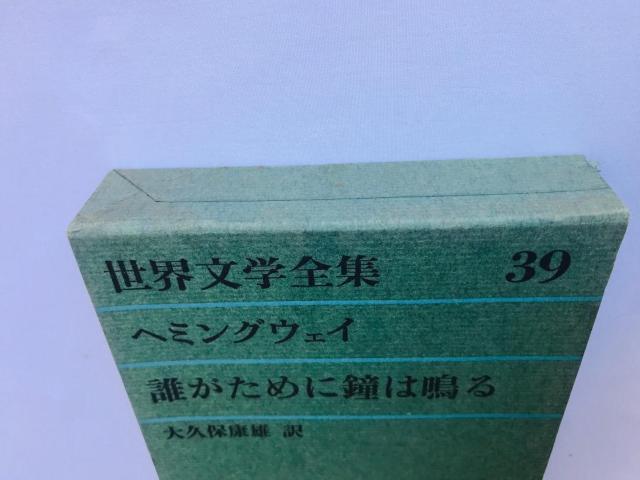 世界文学全集 39
ヘミングウェイ
誰がために鐘は鳴る
大久保康雄 訳